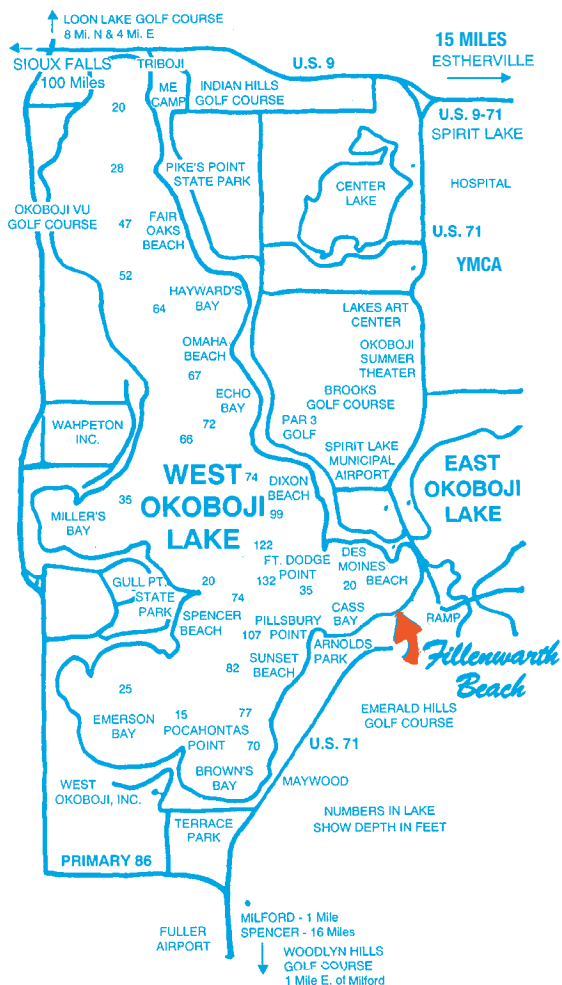 LOON LAKE GOLF COURSE
8 Mi. N & 4 Mi. E
SIOUX FALLS
100 Miles
TRIBOJI
U.S. 9
15 MILES
ESTHERVILLE
ME
CAMP
INDIAN HILLS
GOLF COURSE
20
U.S. 9-71
SPIRIT LAKE
28
PIKE'S POINT
STATE PARK
CENTER
LAKE
HOSPITAL
OKOBOJI VU
GOLF COURSE
47
FAIR
OAKS
BEACH
U.S. 71
YMCA
52
HAYWARD'S
BAY
64
LAKES ART
CENTER
OMAHA
BEACH
OKOBOJI
SUMMER
THEATER
67
ECHO
BAY
BROOKS
GOLF COURSE
72
PAR 3
GOLF
WAHPETON
INC.
66
SPIRIT LAKE
MUNICIPAL
AIRPORT
WEST
OKOBOJI
LAKE
74
DIXON
BEACH
99
EAST
OKOBOJI
LAKE
35
MILLER'S
BAY
122
FT. DODGE
POINT
DES
MOINES
BEACH
GULL PT.
STATE
PARK
20
132
35
20
74
SPENCER
BEACH
CASS
BAY
RAMP
PILLSBURY
POINT
107
ARNOLDS
PARK
Fillenwarth
Beach
82
SUNSET
BEACH
25
EMERSON
BAY
15
77
POCAHONTAS
POINT
70
EMERALD HILLS
GOLF COURSE
U.S. 71
WEST
OKOBOJI, INC.
BROWN'S
BAY
MAYWOOD
TERRACE
PARK
NUMBERS IN LAKE
SHOW DEPTH IN FEET
PRIMARY 86
FULLER
AIRPORT
MILFORD - 1 Mile
SPENCER - 16 Miles
WOODLYN HILLS
GOLF COURSE
1 Mile E. of Milford